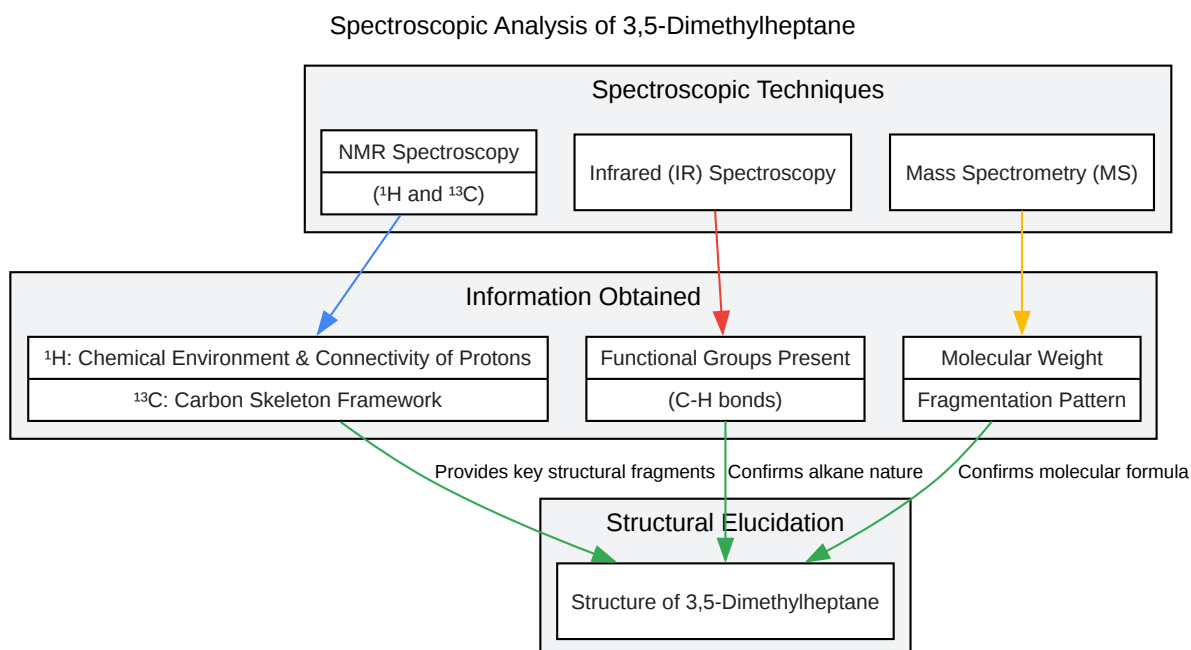 Spectroscopic Analysis of 3,5-Dimethylheptane
Spectroscopic Techniques
NMR Spectroscopy
(¹H and ¹³C)
Infrared (IR) Spectroscopy
Mass Spectrometry (MS)
Information Obtained
¹H: Chemical Environment & Connectivity of Protons
¹³C: Carbon Skeleton Framework
Functional Groups Present
(C-H bonds)
Molecular Weight
Fragmentation Pattern
Provides key structural fragments
Confirms alkane nature
Confirms molecular formula
Structural Elucidation
Structure of 3,5-Dimethylheptane